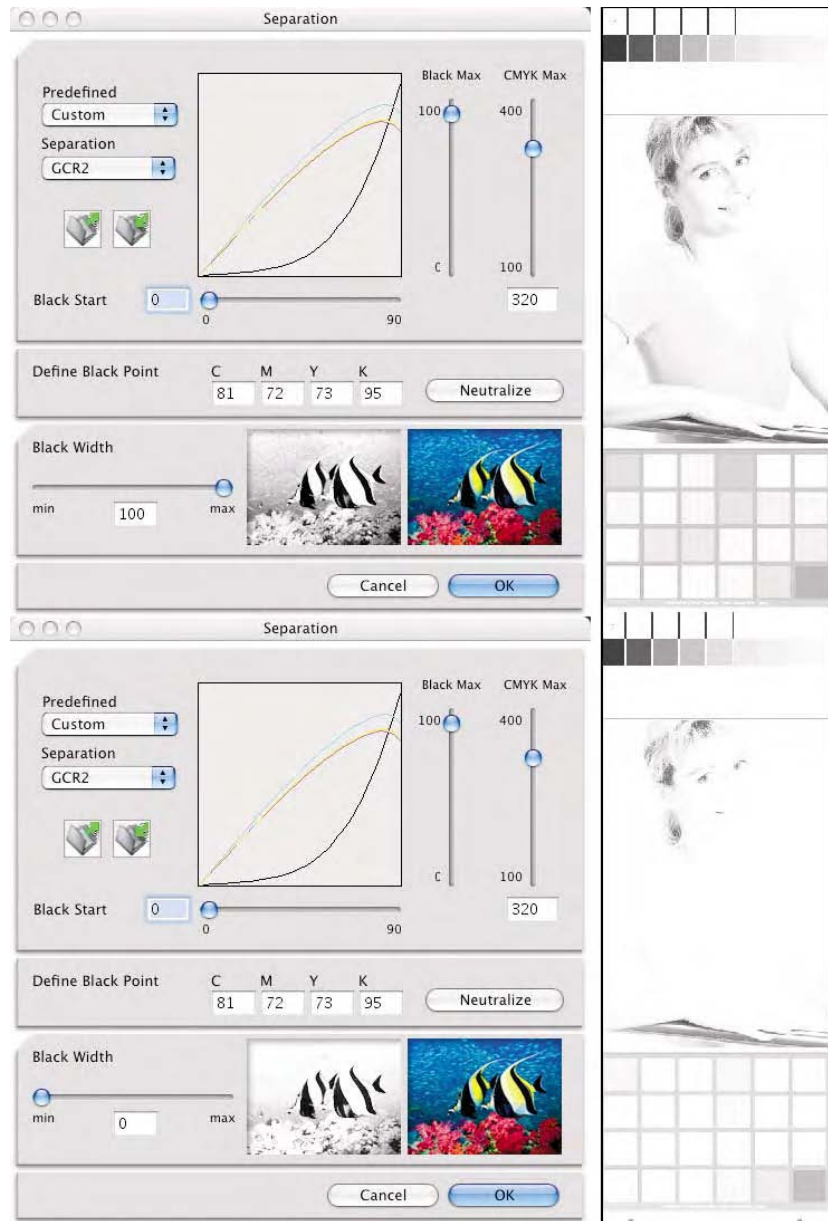 Separation
Black Max CMYK Max
Predefined
Custom
100 400
Separation
GCR2
C 100
Black Start 0
0 90
320
Define Black Point C M Y K
81 72 73 95 Neutralize
Black Width
min 100 max
Cancel OK
Separation
Black Max CMYK Max
Predefined
Custom
100 400
Separation
GCR2
C 100
Black Start 0
0 90
320
Define Black Point C M Y K
81 72 73 95 Neutralize
Black Width
min 0 max
Cancel OK